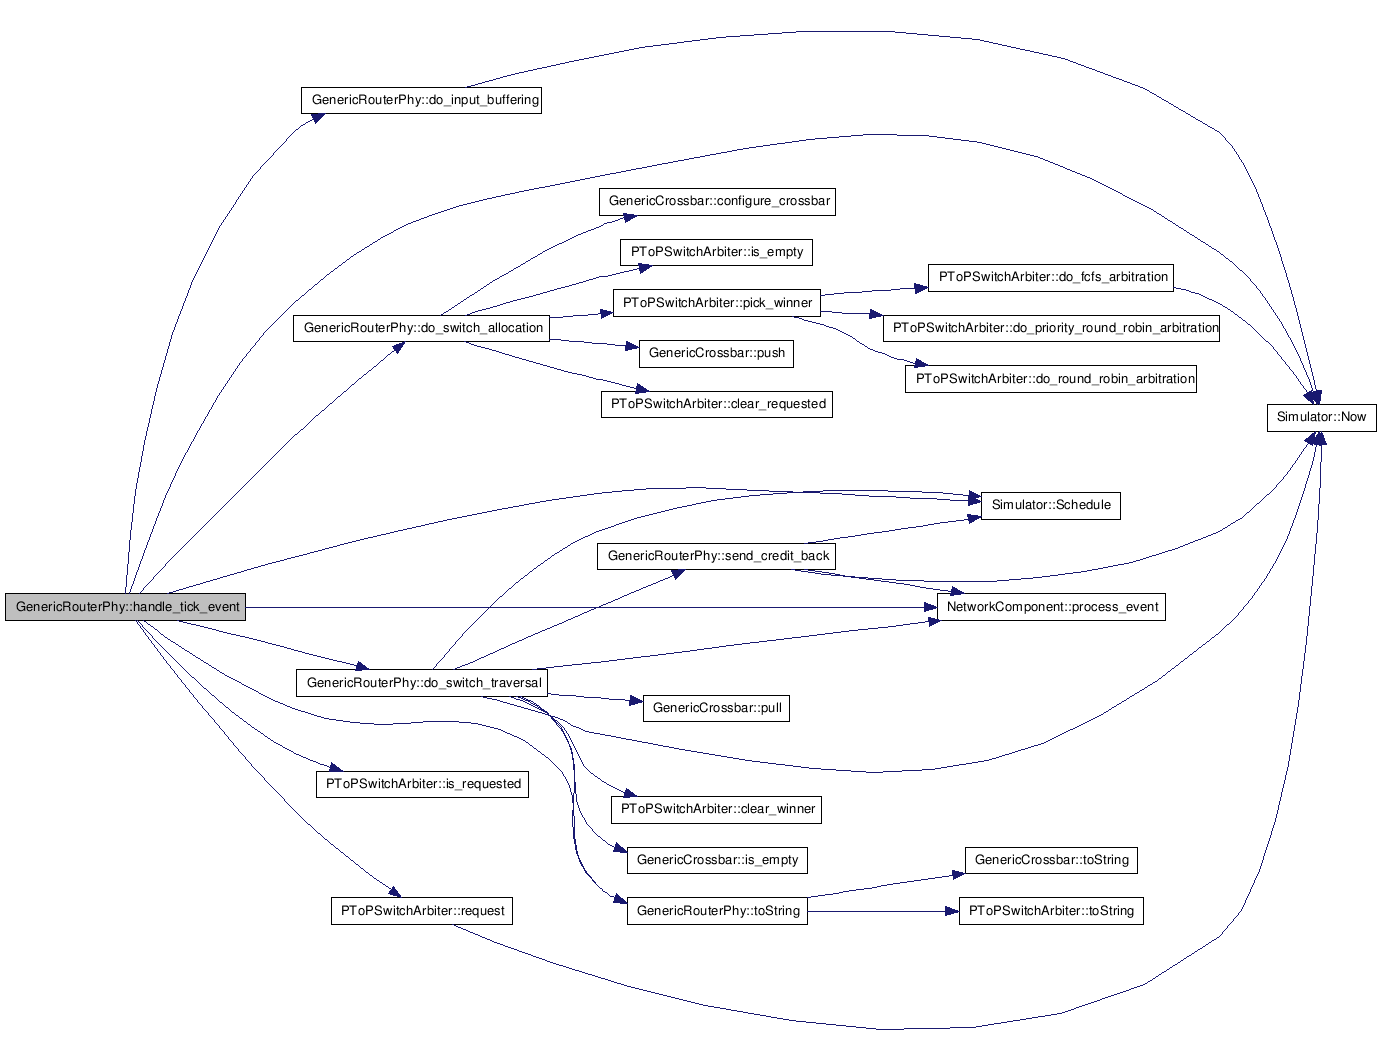 GenericRouterPhy::do_input_buffering
GenericCrossbar::configure_crossbar
PToPSwitchArbiter::is_empty
PToPSwitchArbiter::do_fcfs_arbitration
PToPSwitchArbiter::pick_winner
GenericRouterPhy::do_switch_allocation
PToPSwitchArbiter::do_priority_round_robin_arbitration
GenericCrossbar::push
PToPSwitchArbiter::do_round_robin_arbitration
PToPSwitchArbiter::clear_requested
Simulator::Now
Simulator::Schedule
GenericRouterPhy::send_credit_back
GenericRouterPhy::handle_tick_event
NetworkComponent::process_event
GenericRouterPhy::do_switch_traversal
GenericCrossbar::pull
PToPSwitchArbiter::is_requested
PToPSwitchArbiter::clear_winner
GenericCrossbar::is_empty
GenericCrossbar::toString
PToPSwitchArbiter::request
GenericRouterPhy::toString
PToPSwitchArbiter::toString